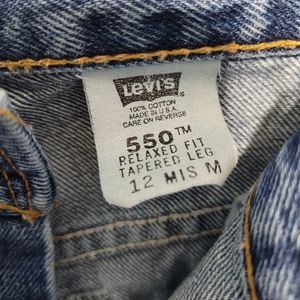 Levi's
100% COTTON
MADE IN U.S.A.
CARE ON REVERSE
550™
RELAXED FIT
TAPERED LEG
12 MIS M